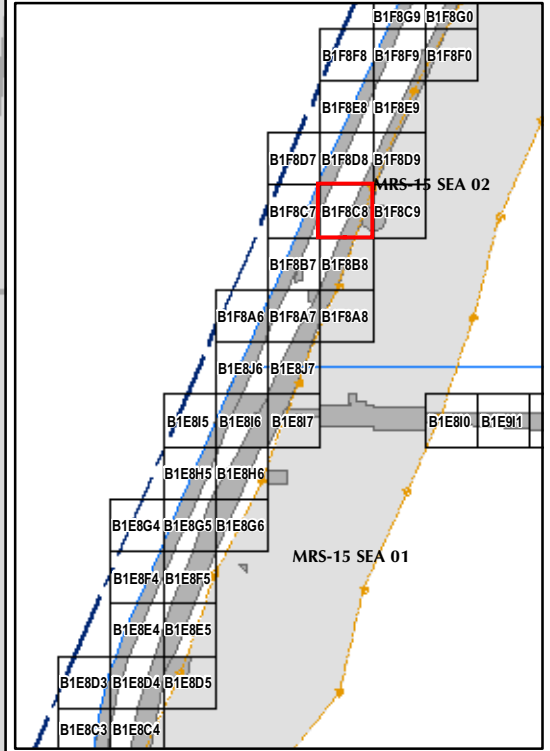 B1F8G9 B1F8G0
B1F8F8 B1F8F9 B1F8F0
B1F8E8 B1F8E9
B1F8D7 B1F8D8 B1F8D9
MRS-15 SEA 02
B1F8C7 B1F8C8 B1F8C9
B1F8B7 B1F8B8
B1F8A6 B1F8A7 B1F8A8
B1E8J6 B1E8J7
B1E8I5 B1E8I6 B1E8I7 B1E8I0 B1E9I1
B1E8H5 B1E8H6
B1E8G4 B1E8G5 B1E8G6
MRS-15 SEA 01
B1E8F4 B1E8F5
B1E8E4 B1E8E5
B1E8D3 B1E8D4 B1E8D5
B1E8C3 B1E8C4